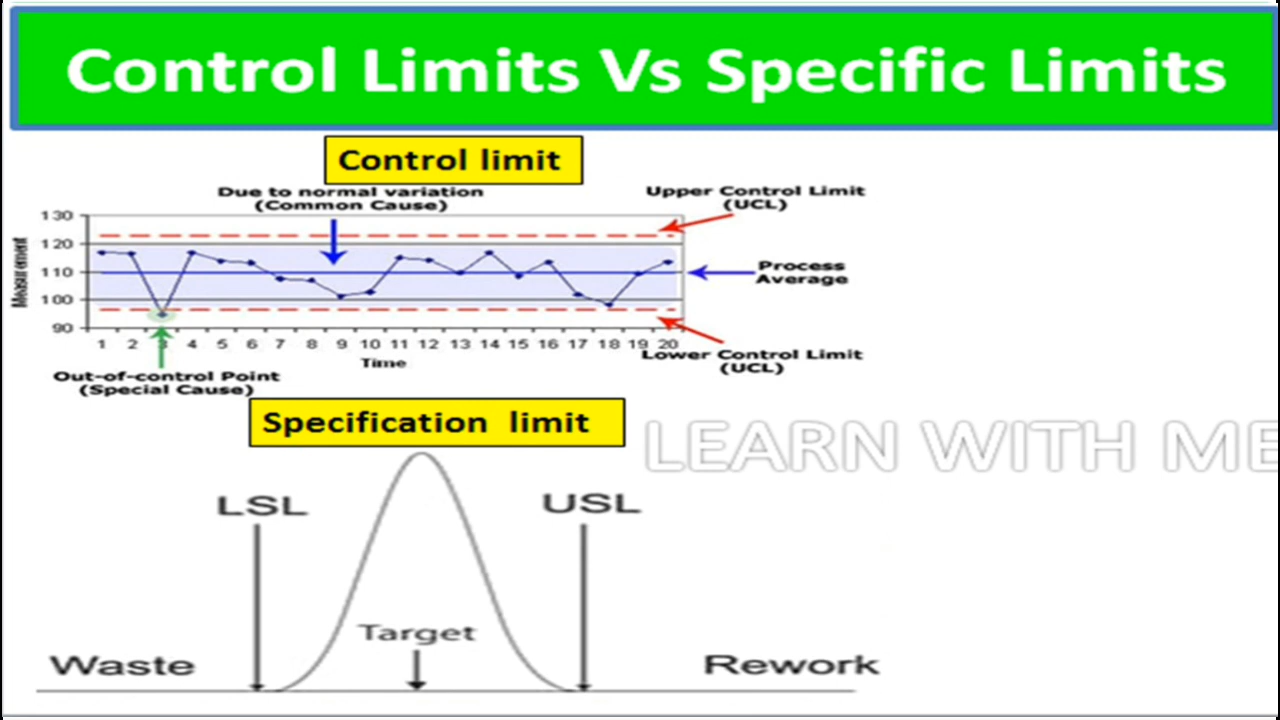 Control Limits Vs Specific Limits
Control limit
Due to normal variation
(Common Cause)
Upper Control Limit
(UCL)
130
120
110
100
90
Measurement
Process
Average
1 2 3 4 5 6 7 8 9 10 11 12 13 14 15 16 17 18 19 20
Time
Lower Control Limit
(UCL)
Out-of-control Point
(Special Cause)
Specification limit
LEARN WITH ME
LSL
USL
Target
Waste
Rework